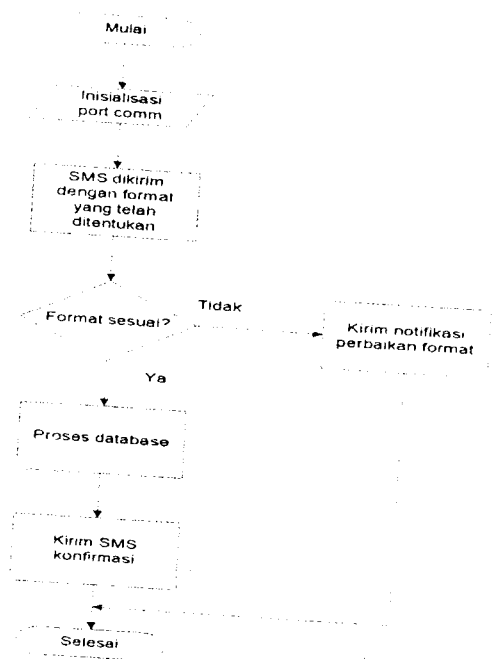 Mulai
Inisialisasi
port comm
SMS dikirim
dengan format
yang telah
ditentukan
Format sesuai?
Tidak
Kirim notifikasi
perbaikan format
Ya
Proses database
Kirim SMS
konfirmasi
Selesai